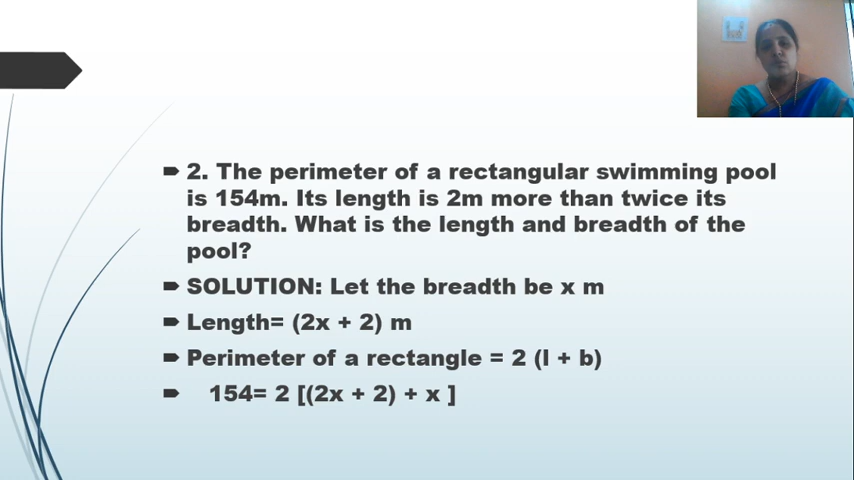 2. The perimeter of a rectangular swimming pool
is 154m. Its length is 2m more than twice its
breadth. What is the length and breadth of the
pool?
SOLUTION: Let the breadth be x m
Length= (2x + 2) m
Perimeter of a rectangle = 2 (l + b)
154= 2 [(2x + 2) + x ]